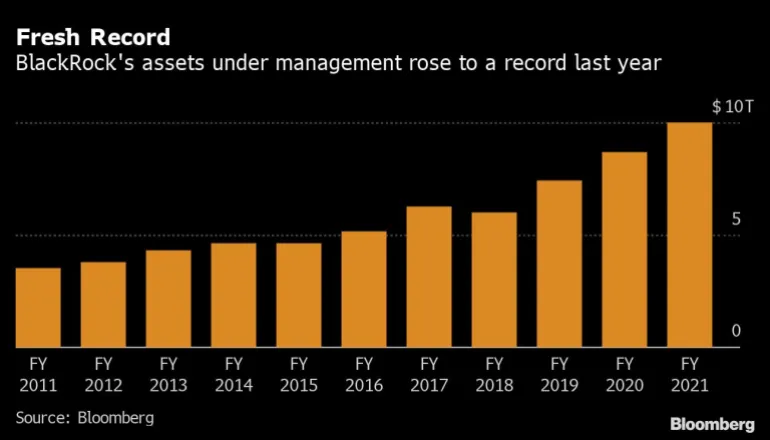 Fresh Record
BlackRock's assets under management rose to a record last year
$10T
5
0
FY FY FY FY FY FY FY FY FY FY FY
2011 2012 2013 2014 2015 2016 2017 2018 2019 2020 2021
Source: Bloomberg
Bloomberg